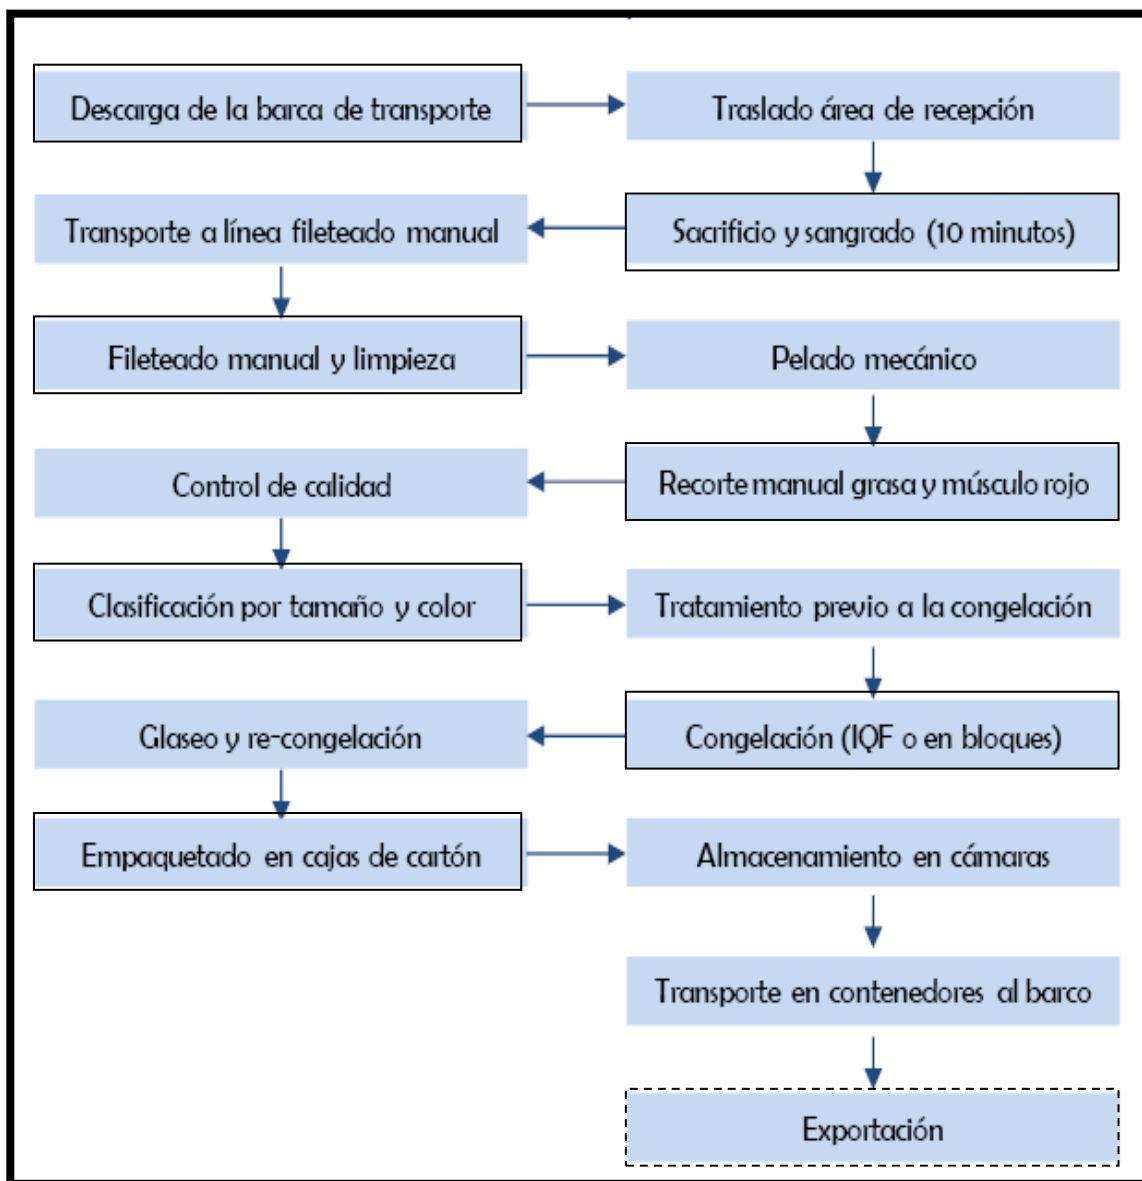 Descarga de la barca de transporte
Traslado área de recepción
Sacrificio y sangrado (10 minutos)
Transporte a línea fileteado manual
Fileteado manual y limpieza
Pelado mecánico
Recorte manual grasa y músculo rojo
Control de calidad
Clasificación por tamaño y color
Tratamiento previo a la congelación
Congelación (IQF o en bloques)
Glaseo y re-congelación
Empaquetado en cajas de cartón
Almacenamiento en cámaras
Transporte en contenedores al barco
Exportación